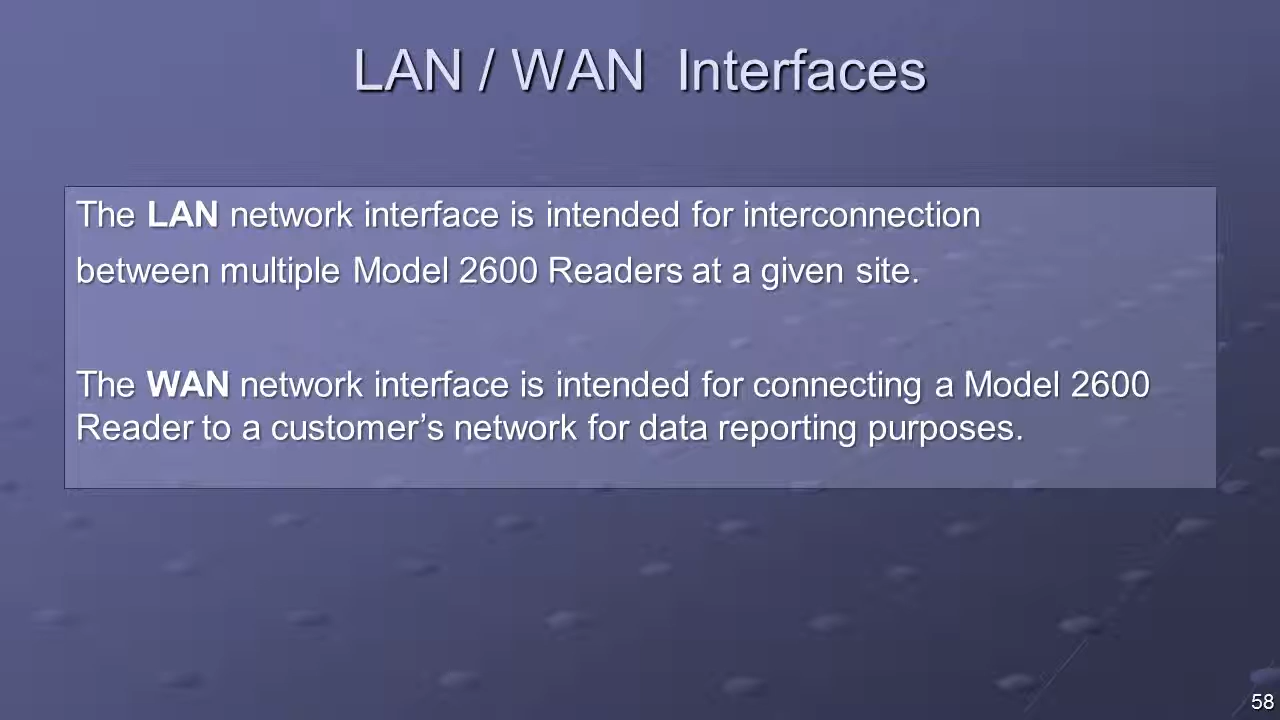 LAN / WAN Interfaces
The LAN network interface is intended for interconnection
between multiple Model 2600 Readers at a given site.
The WAN network interface is intended for connecting a Model 2600
Reader to a customer’s network for data reporting purposes.
58